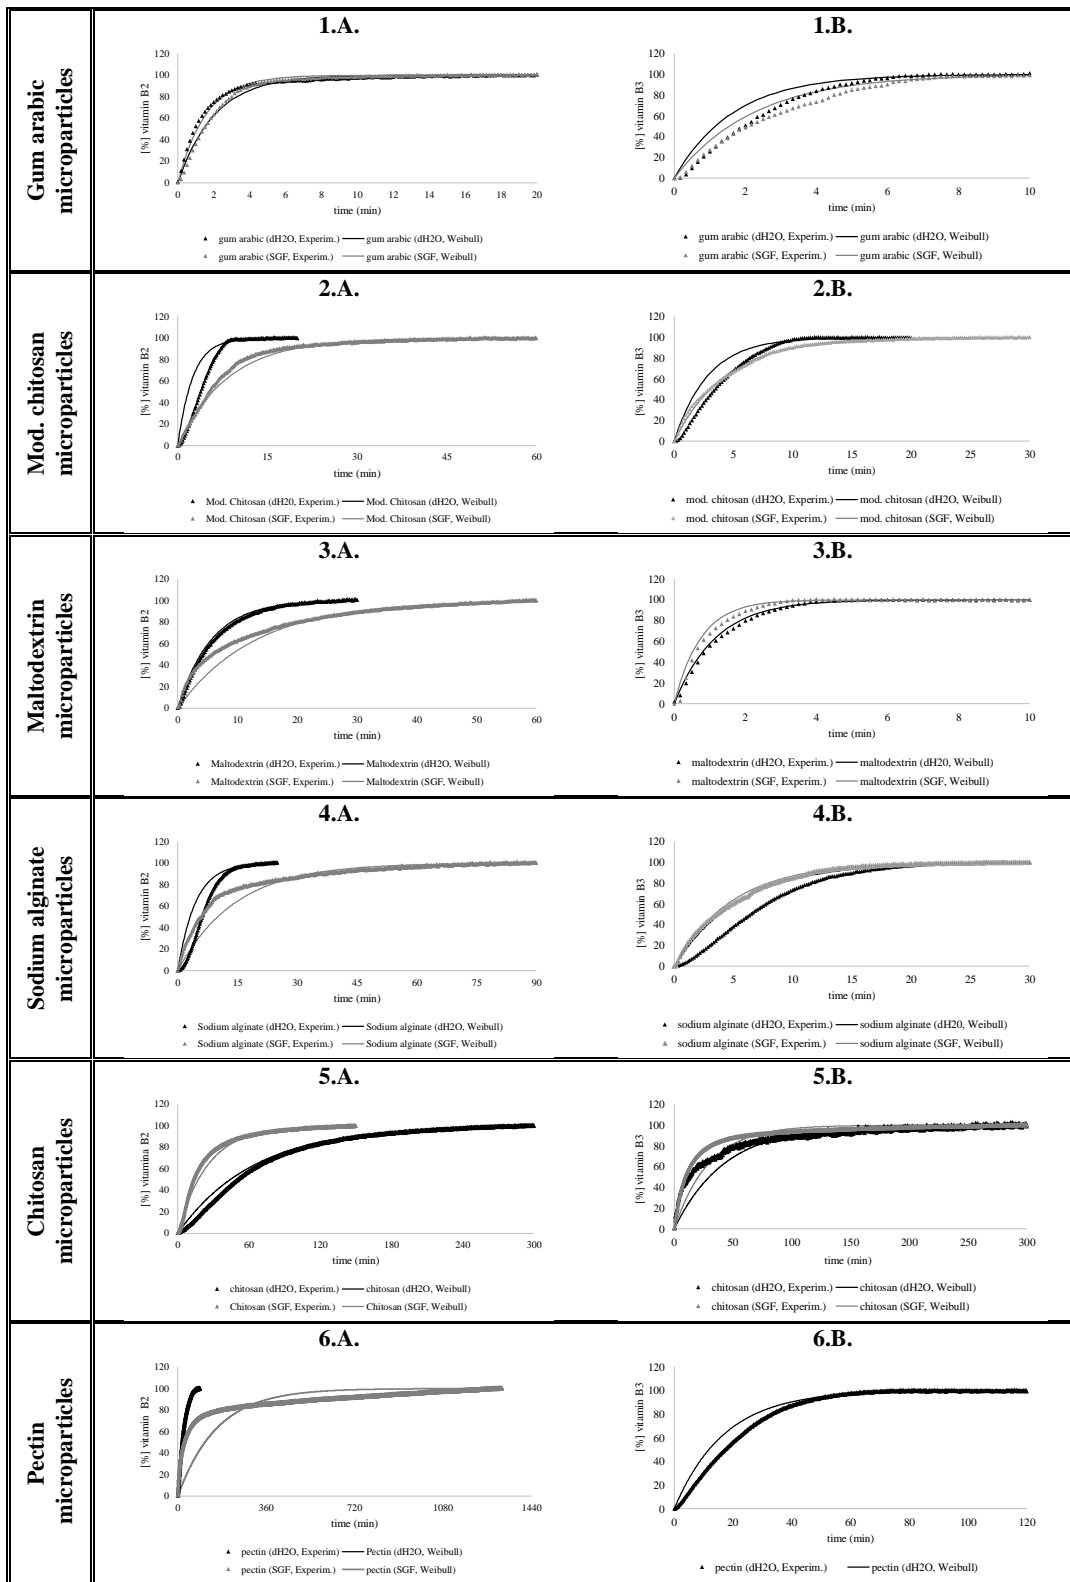 Gum arabic
microparticles
1.A.
120
100
80
60
40
20
0
[%] vitamin B2
0 2 4 6 8 10 12 14 16 18 20
time (min)
gum arabic (dH2O, Experim.) gum arabic (dH2O, Weibull)
gum arabic (SGF, Experim.) gum arabic (SGF, Weibull)
1.B.
120
100
80
60
40
20
0
[%] vitamin B3
0 2 4 6 8 10
time (min)
gum arabic (dH2O, Experim.) gum arabic (dH2O, Weibull)
gum arabic (SGF, Experim.) gum arabic (SGF, Weibull)
Mod. chitosan
microparticles
2.A.
120
100
80
60
40
20
0
[%] vitamin B2
0 15 30 45 60
time (min)
Mod. Chitosan (dH20, Experim.) Mod. Chitosan (dH2O, Weibull)
Mod. Chitosan (SGF, Experim.) Mod. Chitosan (SGF, Weibull)
2.B.
120
100
80
60
40
20
0
[%] vitamin B3
0 5 10 15 20 25 30
time (min)
mod. chitosan (dH2O, Experim.) mod. chitosan (dH2O, Weibull)
mod. chitosan (SGF, Experim.) mod. chitosan (SGF, Weibull)
Maltodextrin
microparticles
3.A.
120
100
80
60
40
20
0
[%] vitamin B2
0 10 20 30 40 50 60
time (min)
Maltodextrin (dH2O, Experim.) Maltodextrin (dH2O, Weibull)
Maltodextrin (SGF, Experim.) Maltodextrin (SGF, Weibull)
3.B.
120
100
80
60
40
20
0
[%] vitamin B3
0 2 4 6 8 10
time (min)
maltodextrin (dH2O, Experim.) maltodextrin (dH20, Weibull)
maltodextrin (SGF, Experim.) maltodextrin (SGF, Weibull)
Sodium alginate
microparticles
4.A.
120
100
80
60
40
20
0
[%] vitamin B2
0 15 30 45 60 75 90
time (min)
Sodium alginate (dH2O, Experim.) Sodium alginate (dH2O, Weibull)
Sodium alginate (SGF, Experim.) Sodium alginate (SGF, Weibull)
4.B.
120
100
80
60
40
20
0
[%] vitamin B3
0 5 10 15 20 25 30
time (min)
sodium alginate (dH2O, Experim.) sodium alginate (dH20, Weibull)
sodium alginate (SGF, Experim.) sodium alginate (SGF, Weibull)
Chitosan
microparticles
5.A.
120
100
80
60
40
20
0
[%] vitamina B2
0 60 120 180 240 300
time (min)
chitosan (dH2O, Experim.) chitosan (dH2O, Weibull)
Chitosan (SGF, Experim.) Chitosan (SGF, Weibull)
5.B.
120
100
80
60
40
20
0
[%] vitamin B3
0 50 100 150 200 250 300
time (min)
chitosan (dH2O, Experim.) chitosan (dH2O, Weibull)
chitosan (SGF, Experim.) chitosan (SGF, Weibull)
Pectin
microparticles
6.A.
120
100
80
60
40
20
0
[%] vitamin B2
0 360 720 1080 1440
time (min)
pectin (dH2O, Experim) Pectin (dH2O, Weibull)
pectin (SGF, Experim.) pectin (SGF, Weibull)
6.B.
120
100
80
60
40
20
0
[%] vitamin B3
0 20 40 60 80 100 120
time (min)
pectin (dH2O, Experim.) pectin (dH2O, Weibull)